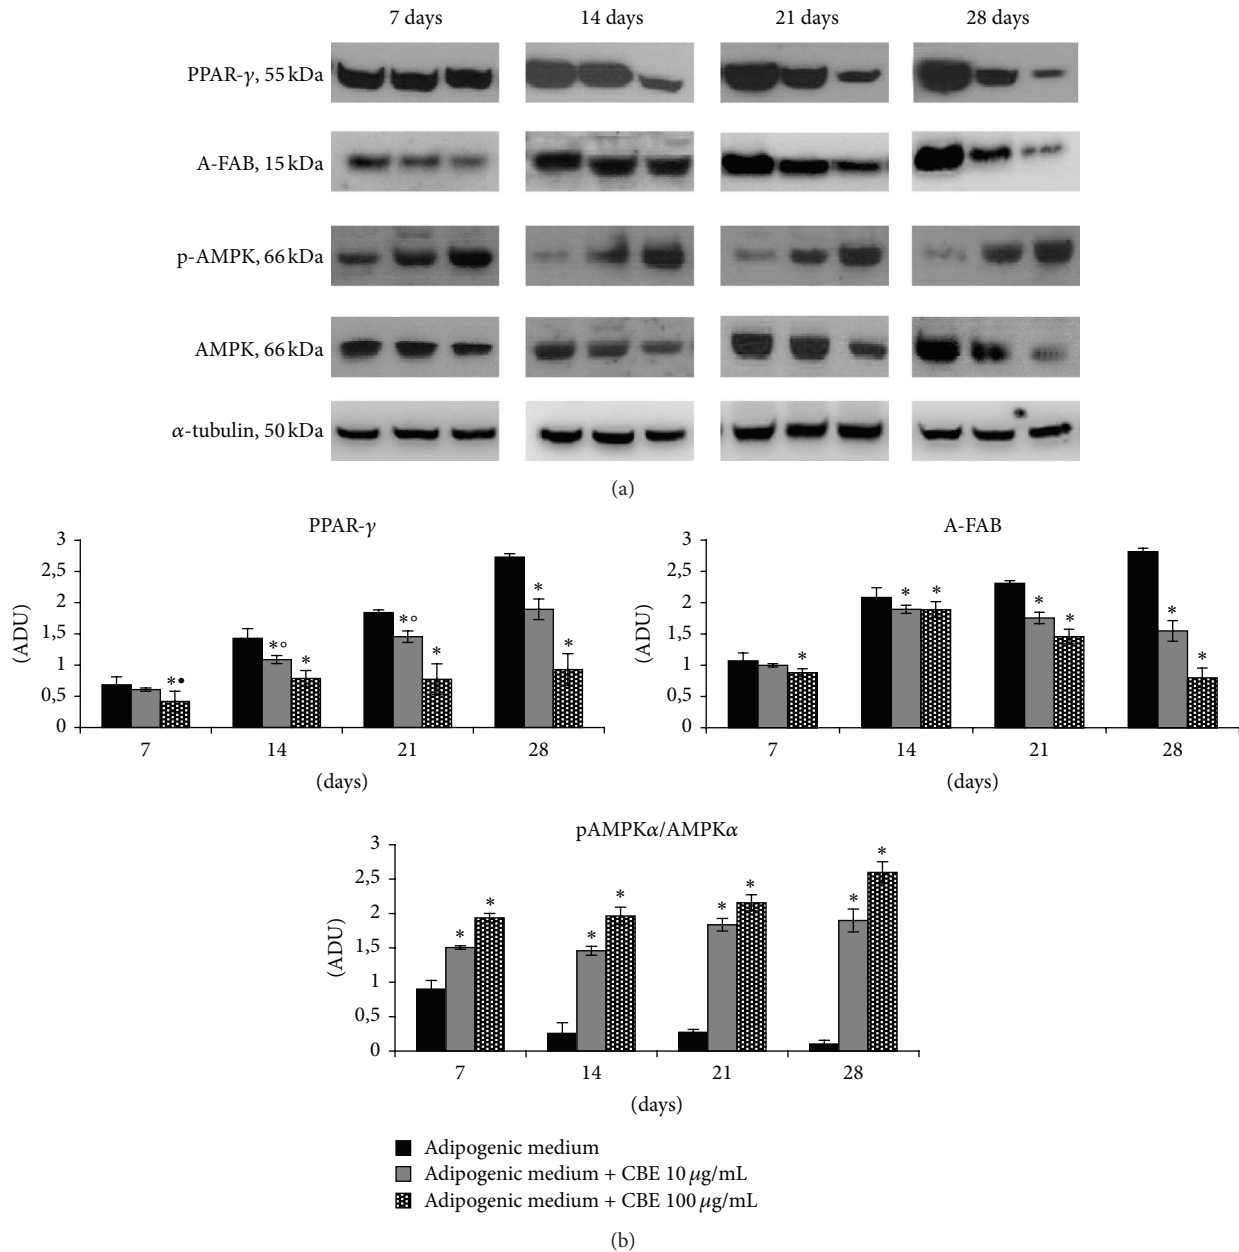 7 days 14 days 21 days 28 days
PPAR-γ, 55 kDa
A-FAB, 15 kDa
p-AMPK, 66 kDa
AMPK, 66 kDa
α-tubulin, 50 kDa
(a)
PPAR-γ
3
2,5
2
1,5
1
0,5
0
(ADU)
*•
*° *
*° *
* *
7 14 21 28
(days)
A-FAB
3
2,5
2
1,5
1
0,5
0
(ADU)
*
* *
* *
* *
7 14 21 28
(days)
pAMPKα/AMPKα
3
2,5
2
1,5
1
0,5
0
(ADU)
* *
* *
* *
* *
7 14 21 28
(days)
Adipogenic medium
Adipogenic medium + CBE 10 μg/mL
Adipogenic medium + CBE 100 μg/mL
(b)